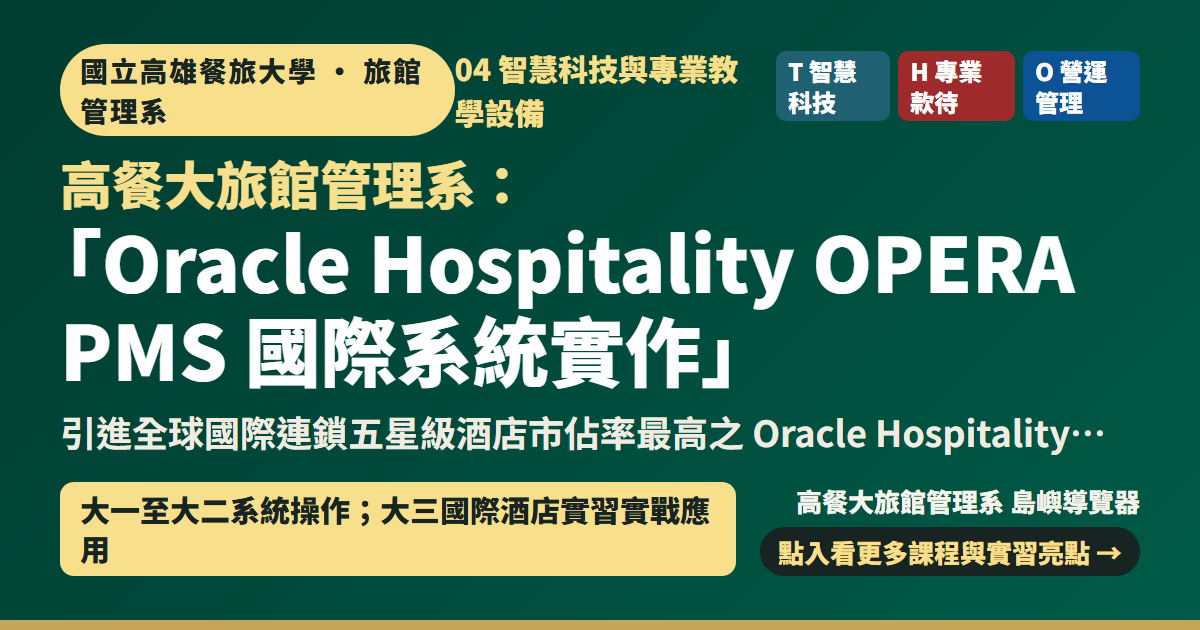 國立高雄餐旅大學 · 旅館
管理系
04 智慧科技與專業教
學設備
T 智慧
科技
H 專業
款待
O 營運
管理
高餐大旅館管理系：
「Oracle Hospitality OPERA
PMS 國際系統實作」
引進全球國際連鎖五星級酒店市佔率最高之 Oracle Hospitality…
大一至大二系統操作；大三國際酒店實習實戰應
用
高餐大旅館管理系 島嶼導覽器
點入看更多課程與實習亮點 →